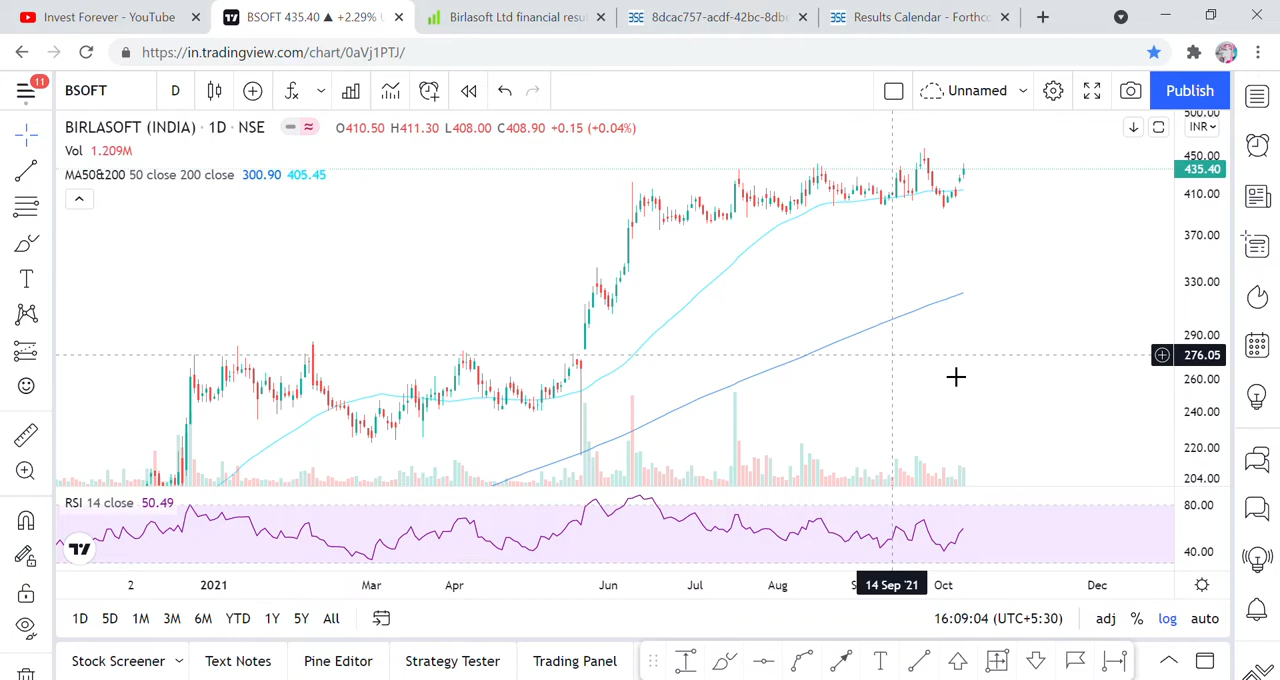 Invest Forever - YouTube
BSOFT 435.40 ▲ +2.29%
Birlasoft Ltd financial resu
8dcac757-acdf-42bc-8db
Results Calendar - Forthc
https://in.tradingview.com/chart/0aVj1PTJ/
11
BSOFT
D
Unnamed
Publish
BIRLASOFT (INDIA) · 1D · NSE
O410.50 H411.30 L408.00 C408.90 +0.15 (+0.04%)
Vol 1.209M
MA50&200 50 close 200 close 300.90 405.45
INR
500.00
450.00
435.40
410.00
370.00
330.00
290.00
276.05
260.00
240.00
220.00
204.00
RSI 14 close 50.49
80.00
40.00
2 2021 Mar Apr Jun Jul Aug S 14 Sep '21 Oct Dec
1D 5D 1M 3M 6M YTD 1Y 5Y All
16:09:04 (UTC+5:30) adj % log auto
Stock Screener Text Notes Pine Editor Strategy Tester Trading Panel